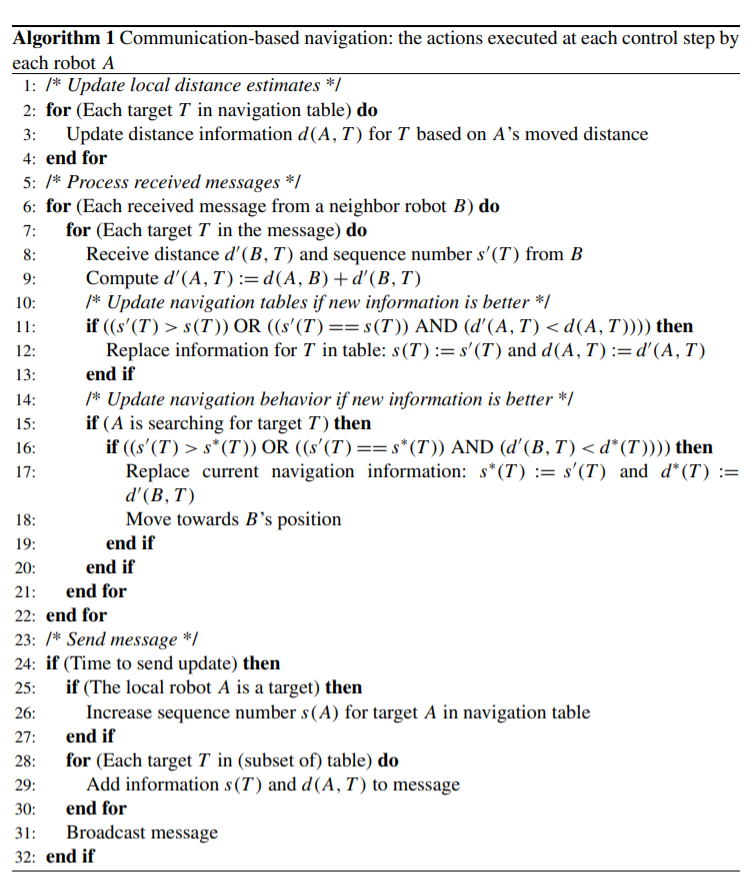 Algorithm 1 Communication-based navigation: the actions executed at each control step by
each robot A
1: /* Update local distance estimates */
2: for (Each target T in navigation table) do
3: Update distance information d(A, T) for T based on A's moved distance
4: end for
5: /* Process received messages */
6: for (Each received message from a neighbor robot B) do
7: for (Each target T in the message) do
8: Receive distance d′(B, T) and sequence number s′(T) from B
9: Compute d′(A, T) := d(A, B) + d′(B, T)
10: /* Update navigation tables if new information is better */
11: if ((s′(T) > s(T)) OR ((s′(T) == s(T)) AND (d′(A, T) < d(A, T)))) then
12: Replace information for T in table: s(T) := s′(T) and d(A, T) := d′(A, T)
13: end if
14: /* Update navigation behavior if new information is better */
15: if (A is searching for target T) then
16: if ((s′(T) > s*(T)) OR ((s′(T) == s*(T)) AND (d′(B, T) < d*(T)))) then
17: Replace current navigation information: s*(T) := s′(T) and d*(T) :=
d′(B, T)
18: Move towards B's position
19: end if
20: end if
21: end for
22: end for
23: /* Send message */
24: if (Time to send update) then
25: if (The local robot A is a target) then
26: Increase sequence number s(A) for target A in navigation table
27: end if
28: for (Each target T in (subset of) table) do
29: Add information s(T) and d(A, T) to message
30: end for
31: Broadcast message
32: end if